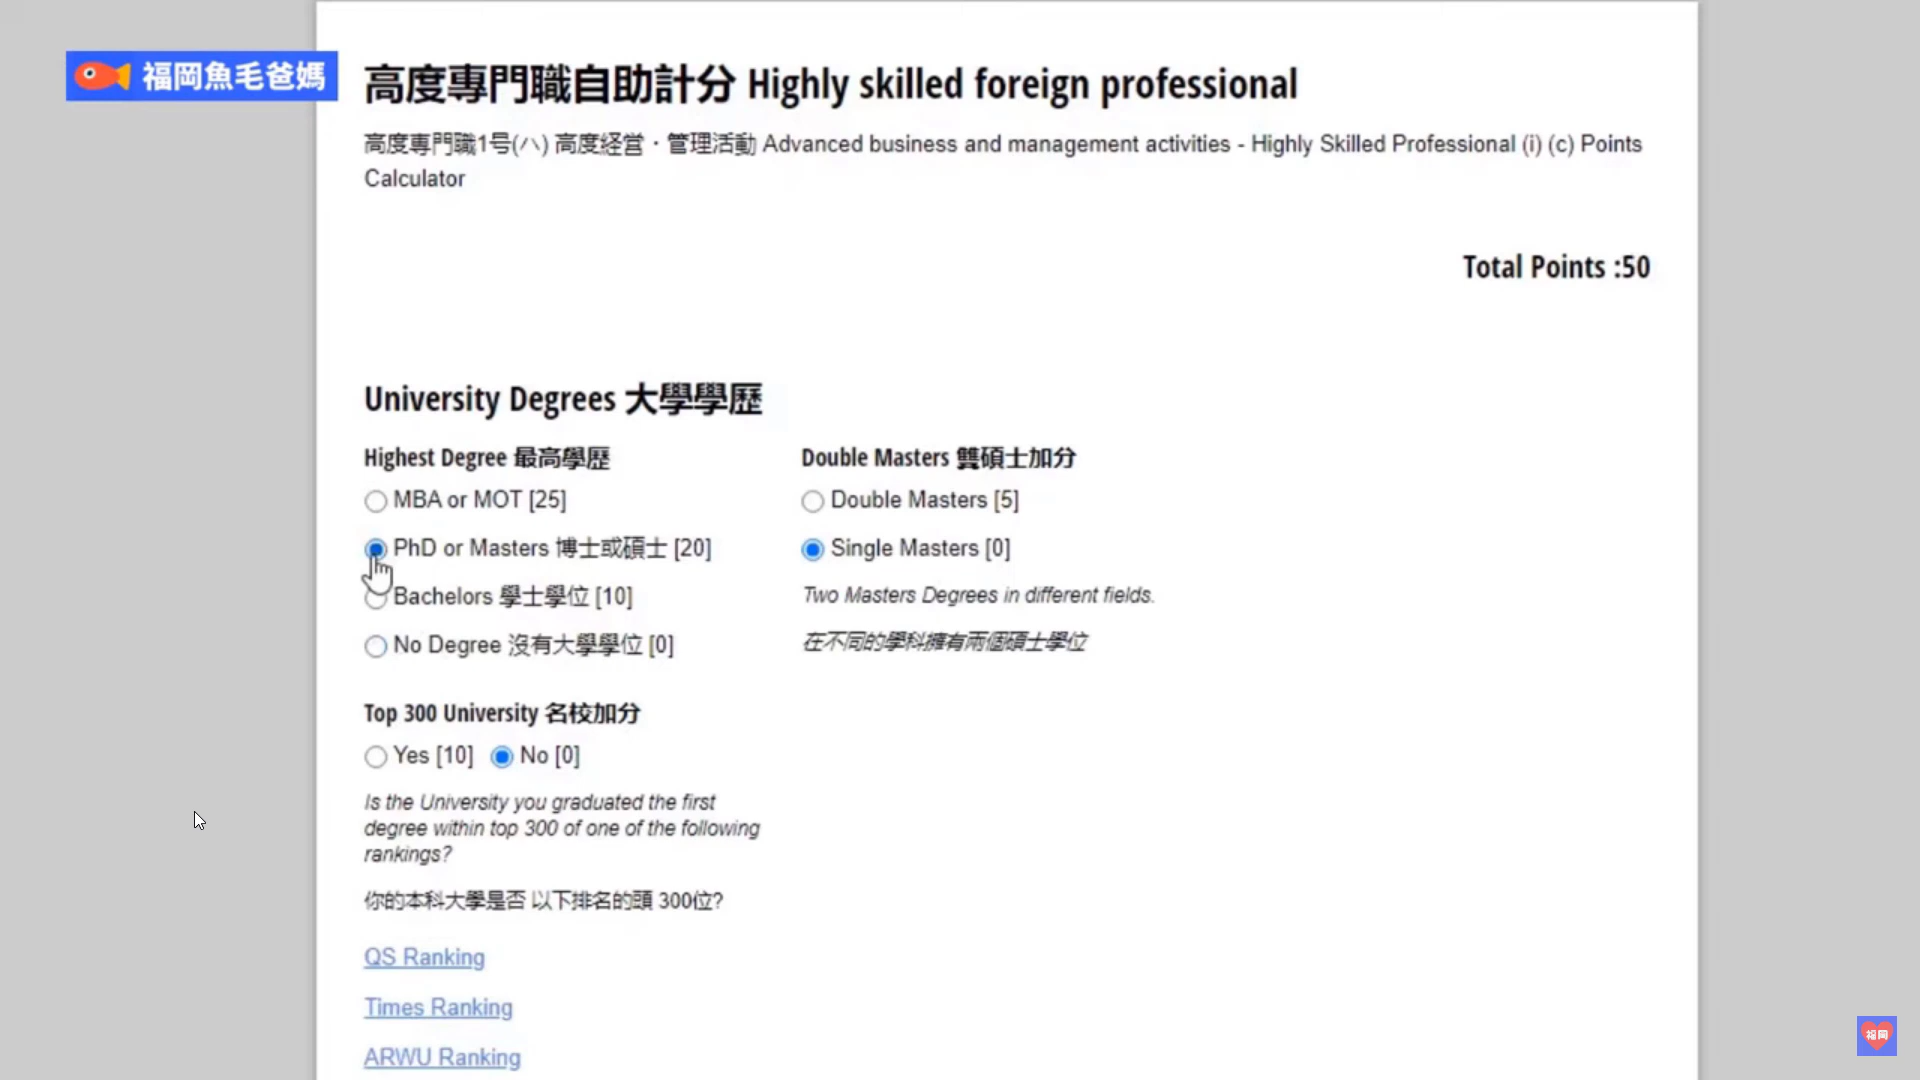 福岡魚毛爸媽
高度專門職自助計分 Highly skilled foreign professional
高度専門職1号(ハ) 高度経営・管理活動 Advanced business and management activities - Highly Skilled Professional (i) (c) Points
Calculator
Total Points :50
University Degrees 大學學歷
Highest Degree 最高學歷
Double Masters 雙碩士加分
MBA or MOT [25]
Double Masters [5]
PhD or Masters 博士或碩士 [20]
Single Masters [0]
Bachelors 學士學位 [10]
Two Masters Degrees in different fields.
No Degree 沒有大學學位 [0]
在不同的學科擁有兩個碩士學位
Top 300 University 名校加分
Yes [10] No [0]
Is the University you graduated the first
degree within top 300 of one of the following
rankings?
你的本科大學是否 以下排名的頭 300位?
QS Ranking
Times Ranking
ARWU Ranking
福岡